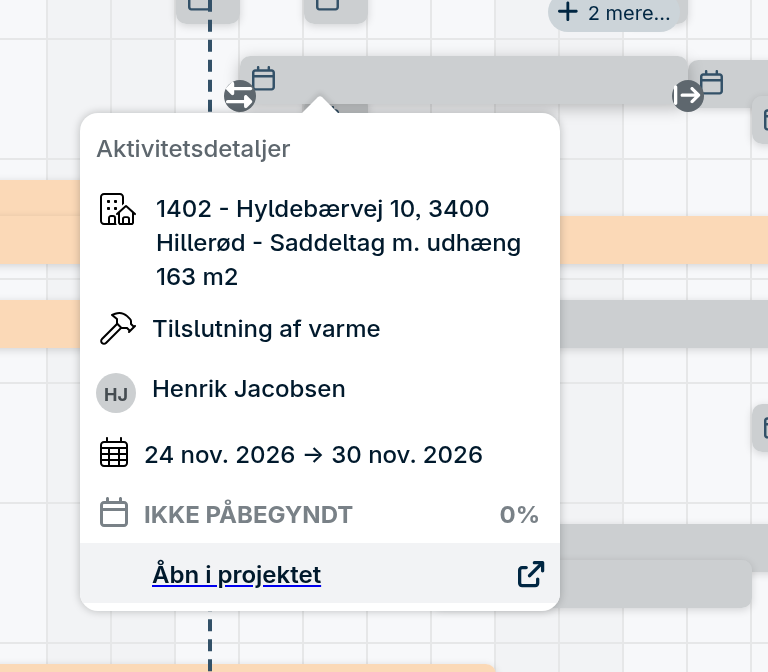 2 mere...
Aktivitetsdetaljer
1402 - Hyldebærvej 10, 3400
Hillerød - Saddeltag m. udhæng
163 m2
Tilslutning af varme
HJ
Henrik Jacobsen
24 nov. 2026 → 30 nov. 2026
IKKE PÅBEGYNDT 0%
Åbn i projektet